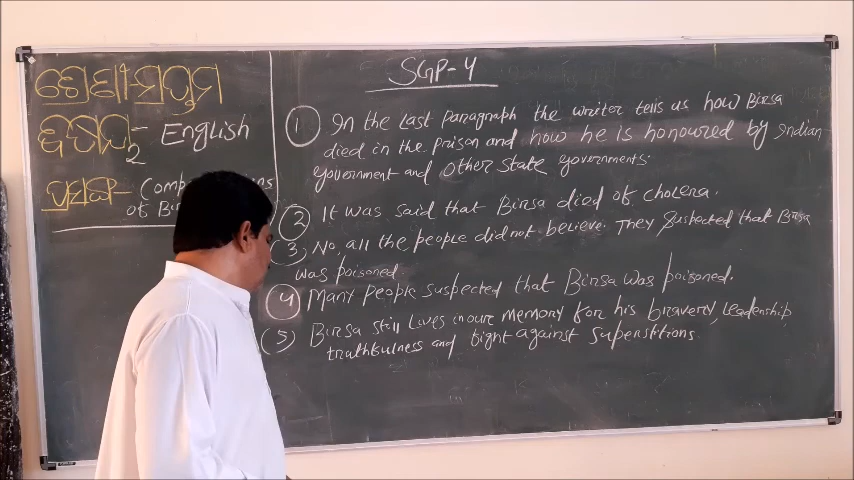 ଶ୍ରେଣୀ-ସପ୍ତମ
ବିଷୟ- English
2
ପ୍ରସଙ୍ଗ-
of
SGP-4
(1) In the Last paragraph the writer tells us how Birsa
died in the prison and how he is honoured by Indian
government and other state governments.
(2) It was said that Birsa died of cholera.
(3) No, all the people did not believe. They suspected that Birsa
was poisoned.
(4) Many people suspected that Birsa was poisoned.
(5) Birsa still Lives in our memory for his bravery, Leadership,
truthfulness and fight against superstitions.